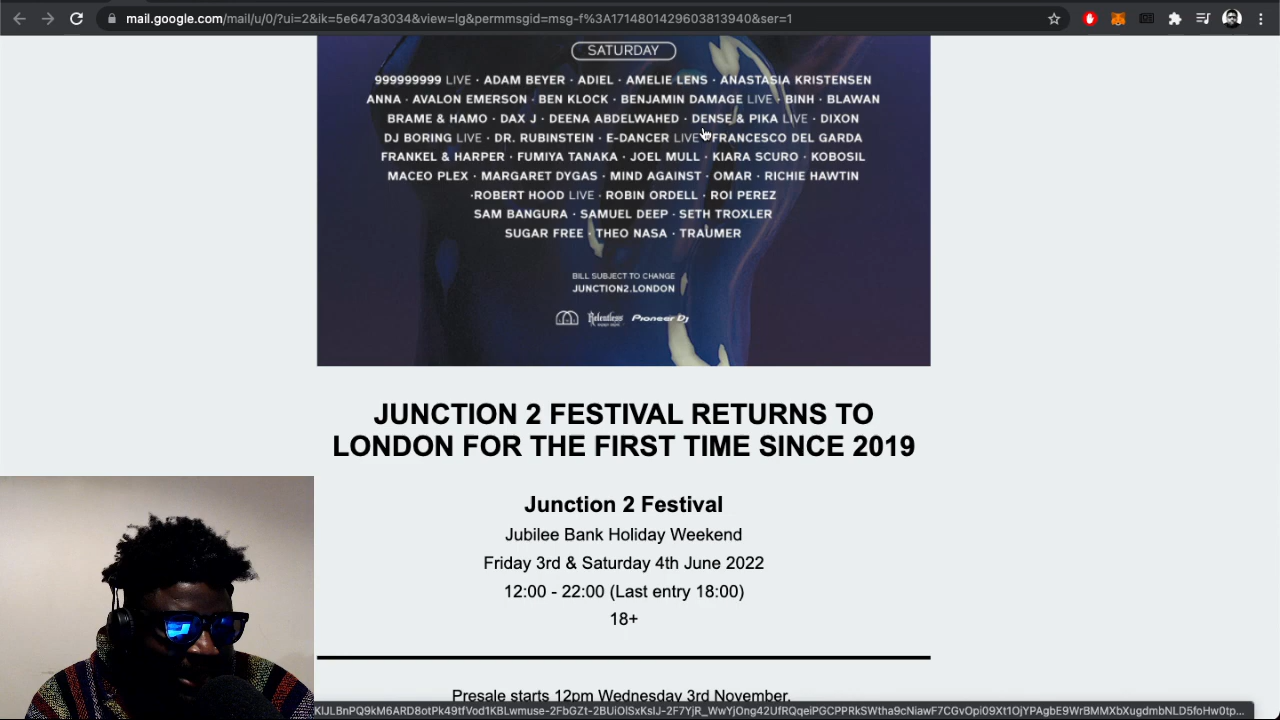 mail.google.com/mail/u/0/?ui=2&ik=5e647a3034&view=lg&permmsgid=msg-f%3A1714801429603813940&ser=1
SATURDAY
999999999 LIVE · ADAM BEYER · ADIEL · AMELIE LENS · ANASTASIA KRISTENSEN
ANNA · AVALON EMERSON · BEN KLOCK · BENJAMIN DAMAGE LIVE · BINH · BLAWAN
BRAME & HAMO · DAX J · DEENA ABDELWAHED · DENSE & PIKA LIVE · DIXON
DJ BORING LIVE · DR. RUBINSTEIN · E-DANCER LIVE · FRANCESCO DEL GARDA
FRANKEL & HARPER · FUMIYA TANAKA · JOEL MULL · KIARA SCURO · KOBOSIL
MACEO PLEX · MARGARET DYGAS · MIND AGAINST · OMAR · RICHIE HAWTIN
·ROBERT HOOD LIVE · ROBIN ORDELL · ROI PEREZ
SAM BANGURA · SAMUEL DEEP · SETH TROXLER
SUGAR FREE · THEO NASA · TRAUMER
BILL SUBJECT TO CHANGE
JUNCTION2.LONDON
Relentless Pioneer Dj
JUNCTION 2 FESTIVAL RETURNS TO
LONDON FOR THE FIRST TIME SINCE 2019
Junction 2 Festival
Jubilee Bank Holiday Weekend
Friday 3rd & Saturday 4th June 2022
12:00 - 22:00 (Last entry 18:00)
18+
Presale starts 12pm Wednesday 3rd November.